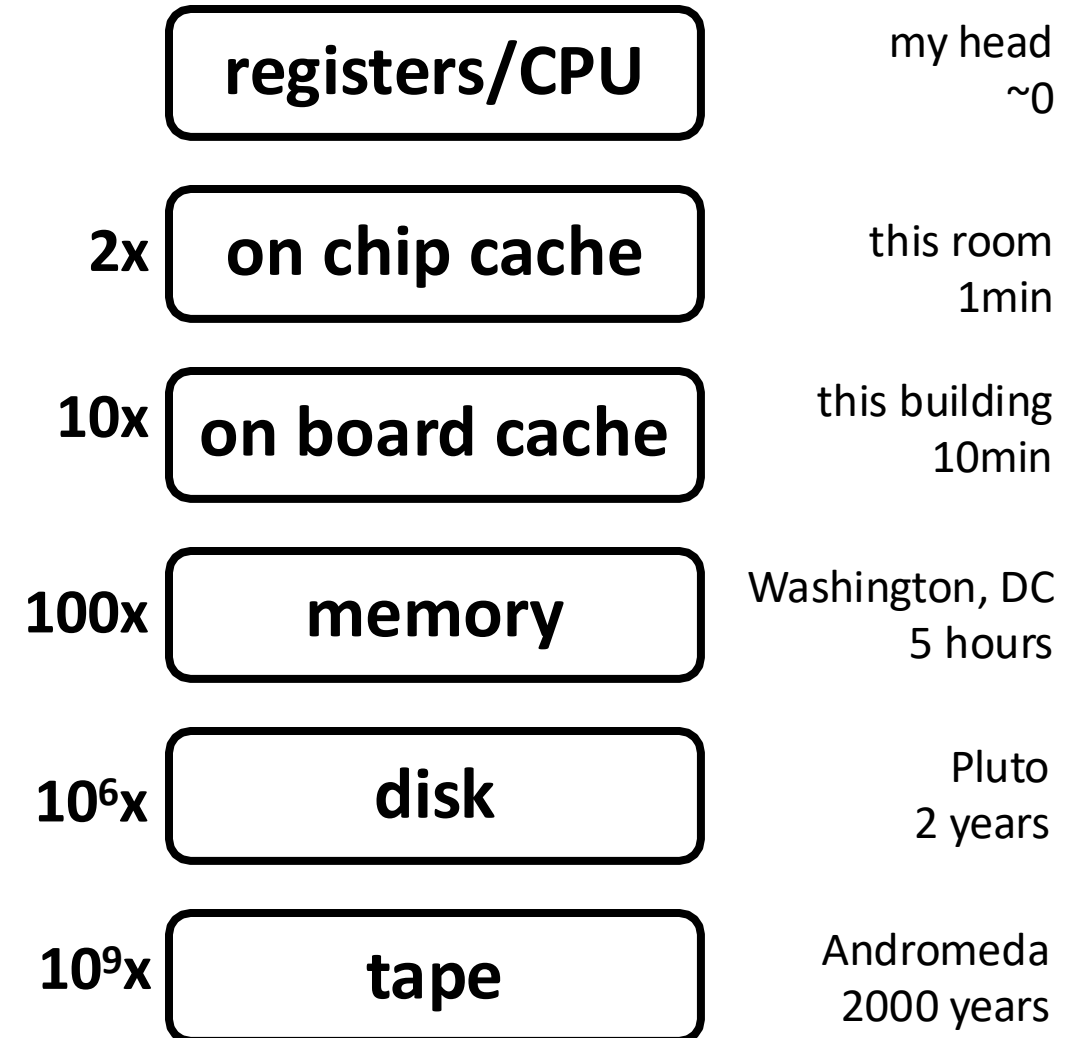 registers/CPU
my head
~0
2x
on chip cache
this room
1min
10x
on board cache
this building
10min
100x
memory
Washington, DC
5 hours
10⁶x
disk
Pluto
2 years
10⁹x
tape
Andromeda
2000 years